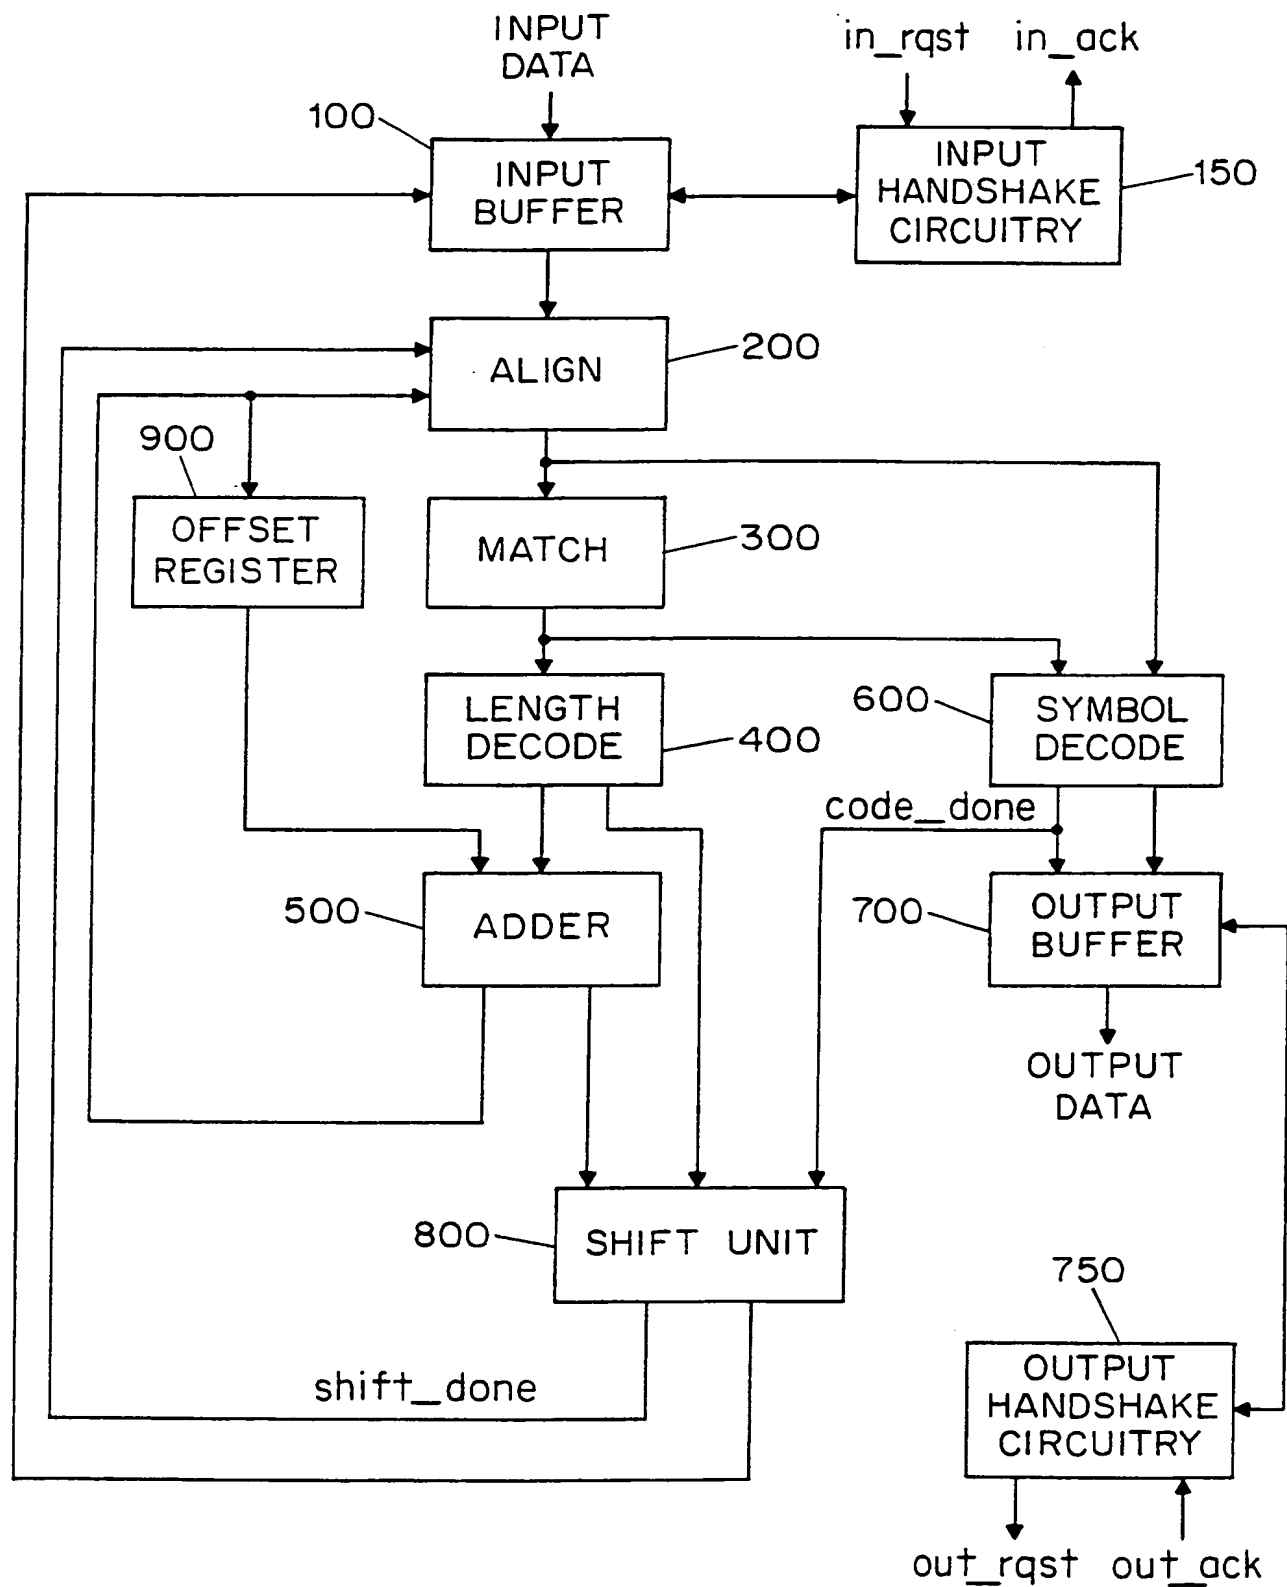 INPUT
DATA
in_rqst
in_ack
100
INPUT
BUFFER
INPUT
HANDSHAKE
CIRCUITRY
150
ALIGN
200
900
OFFSET
REGISTER
MATCH
300
LENGTH
DECODE
400
600
SYMBOL
DECODE
code_done
500
ADDER
700
OUTPUT
BUFFER
OUTPUT
DATA
800
SHIFT UNIT
750
shift_done
OUTPUT
HANDSHAKE
CIRCUITRY
out_rqst
out_ack